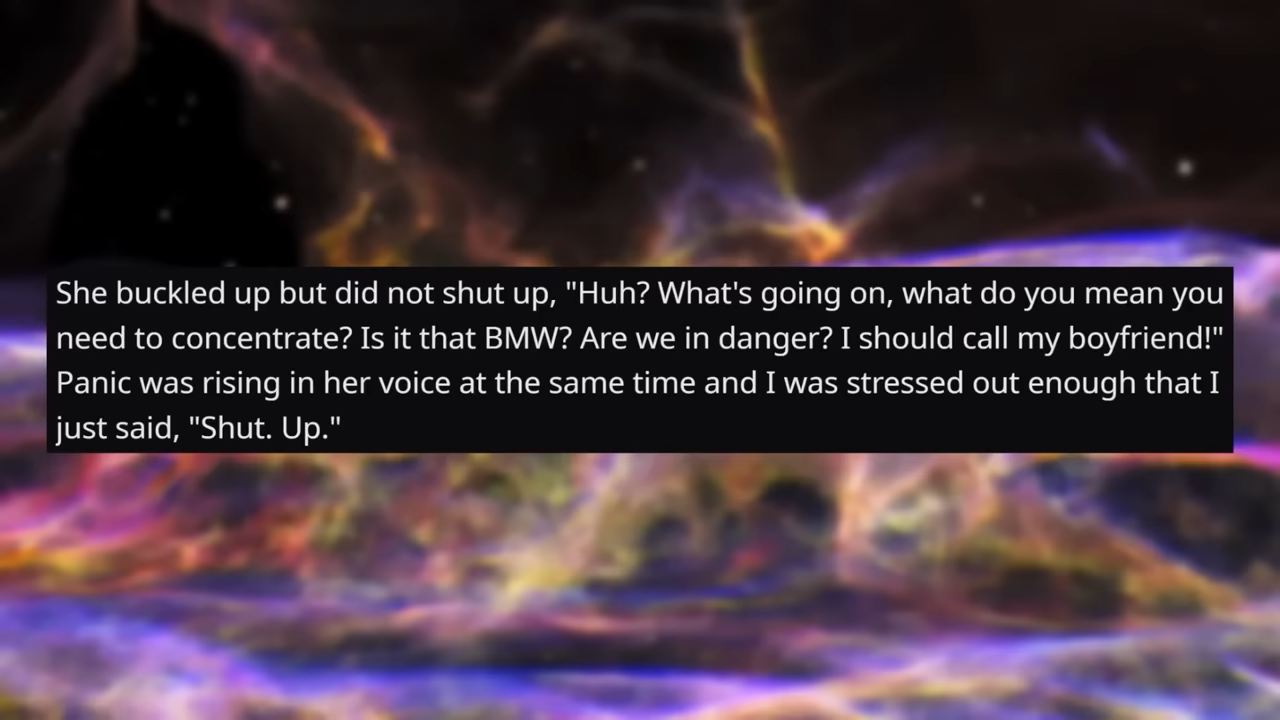 She buckled up but did not shut up, "Huh? What's going on, what do you mean you
need to concentrate? Is it that BMW? Are we in danger? I should call my boyfriend!"
Panic was rising in her voice at the same time and I was stressed out enough that I
just said, "Shut. Up."